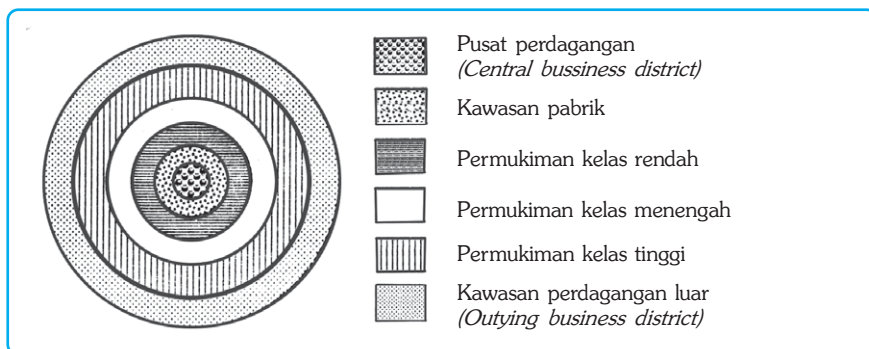 Pusat perdagangan
(Central bussiness district)
Kawasan pabrik
Permukiman kelas rendah
Permukiman kelas menengah
Permukiman kelas tinggi
Kawasan perdagangan luar
(Outying business district)